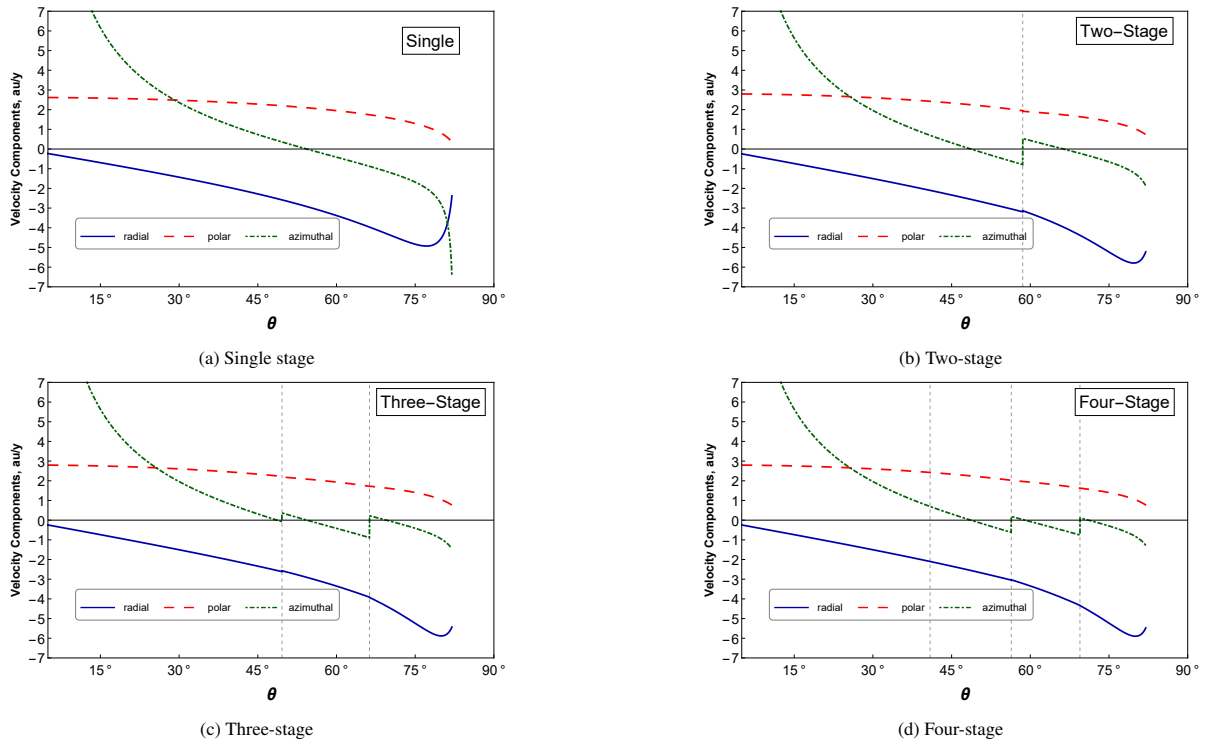 Single
Velocity Components, au/y
7
6
5
4
3
2
1
0
−1
−2
−3
−4
−5
−6
−7
radial polar azimuthal
15° 30° 45° 60° 75° 90°
θ
(a) Single stage
Two−Stage
Velocity Components, au/y
7
6
5
4
3
2
1
0
−1
−2
−3
−4
−5
−6
−7
radial polar azimuthal
15° 30° 45° 60° 75° 90°
θ
(b) Two-stage
Three−Stage
Velocity Components, au/y
7
6
5
4
3
2
1
0
−1
−2
−3
−4
−5
−6
−7
radial polar azimuthal
15° 30° 45° 60° 75° 90°
θ
(c) Three-stage
Four−Stage
Velocity Components, au/y
7
6
5
4
3
2
1
0
−1
−2
−3
−4
−5
−6
−7
radial polar azimuthal
15° 30° 45° 60° 75° 90°
θ
(d) Four-stage